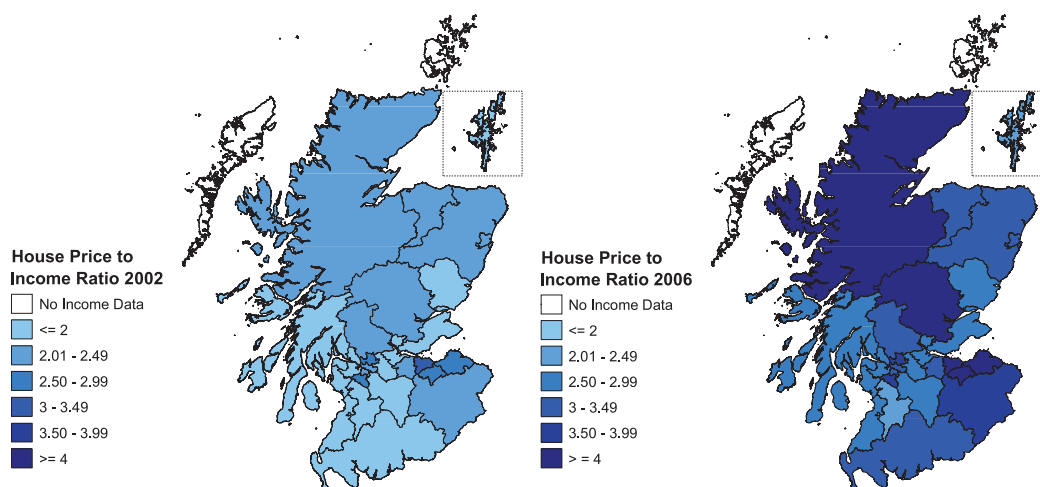 House Price to
Income Ratio 2002
No Income Data
<= 2
2.01 - 2.49
2.50 - 2.99
3 - 3.49
3.50 - 3.99
>= 4
House Price to
Income Ratio 2006
No Income Data
<= 2
2.01 - 2.49
2.50 - 2.99
3 - 3.49
3.50 - 3.99
> = 4